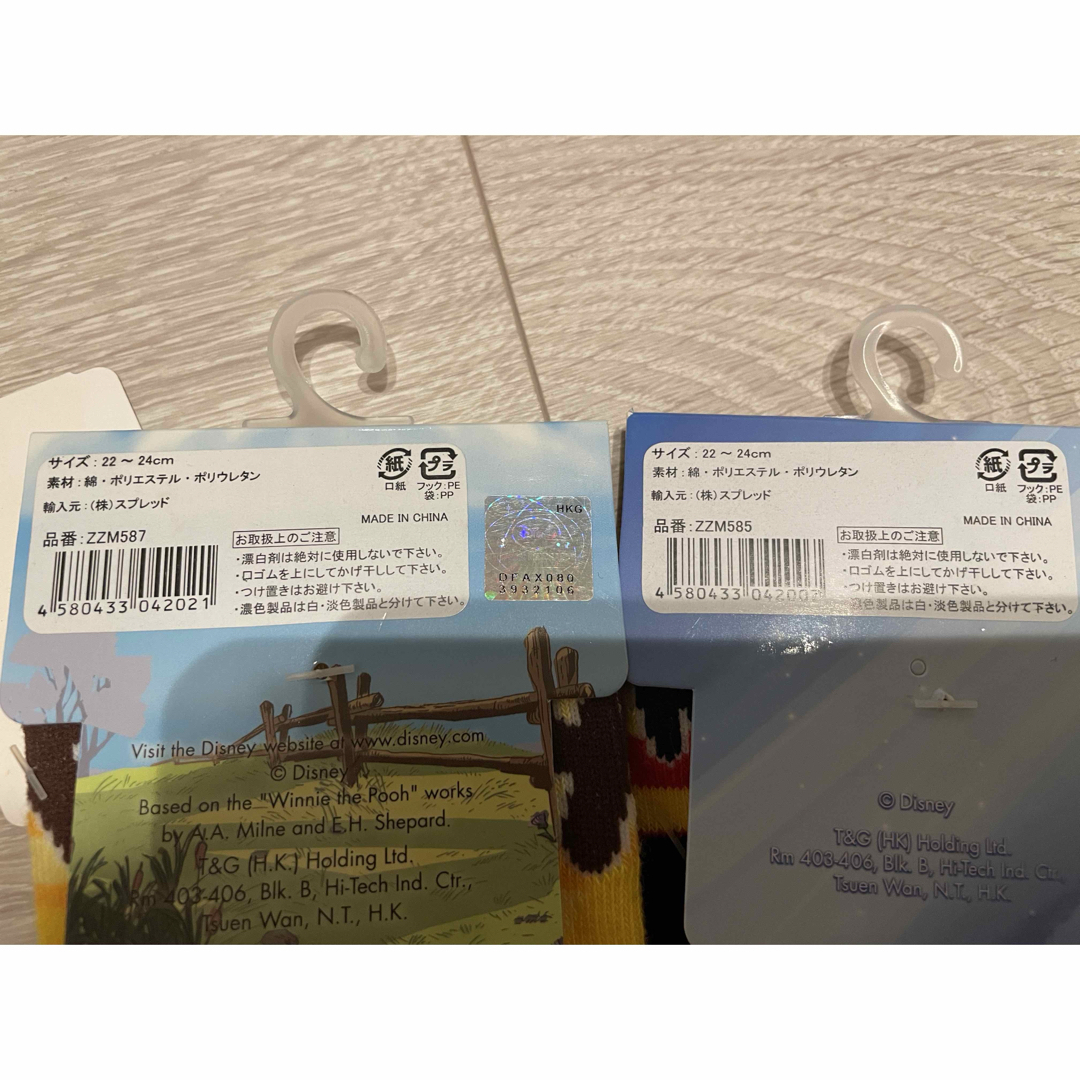 サイズ : 22 〜 24cm
素材 : 綿・ポリエステル・ポリウレタン
輸入元 : (株) スプレッド
紙
口紙
プラ
フック:PE
袋:PP
MADE IN CHINA
品番 : ZZM587
お取扱上のご注意
・漂白剤は絶対に使用しないで下さい。
・口ゴムを上にしてかげ干しして下さい。
・つけ置きはお避け下さい。
・濃色製品は白・淡色製品と分けて下さい。
4 580433 042021
HKG
3932106
Visit the Disney website at www.disney.com
© Disney
Based on the "Winnie the Pooh" works
by A.A. Milne and E.H. Shepard.
T&G (H.K.) Holding Ltd.
Rm 403-406, Blk. B, Hi-Tech Ind. Ctr.,
Tsuen Wan, N.T., H.K.
サイズ : 22 〜 24cm
素材 : 綿・ポリエステル・ポリウレタン
輸入元 : (株) スプレッド
紙
口紙
プラ
フック:PE
袋:PP
MADE IN CHINA
品番 : ZZM585
お取扱上のご注意
・漂白剤は絶対に使用しないで下さい。
・口ゴムを上にしてかげ干しして下さい。
・つけ置きはお避け下さい。
色製品は白・淡色製品と分けて下さい。
4 580433
© Disney
T&G (HK) Holding Ltd.
Rm 403-406, Blk. B, Hi-Tech Ind. Ctr.,
Tsuen Wan, N.T., H.K.